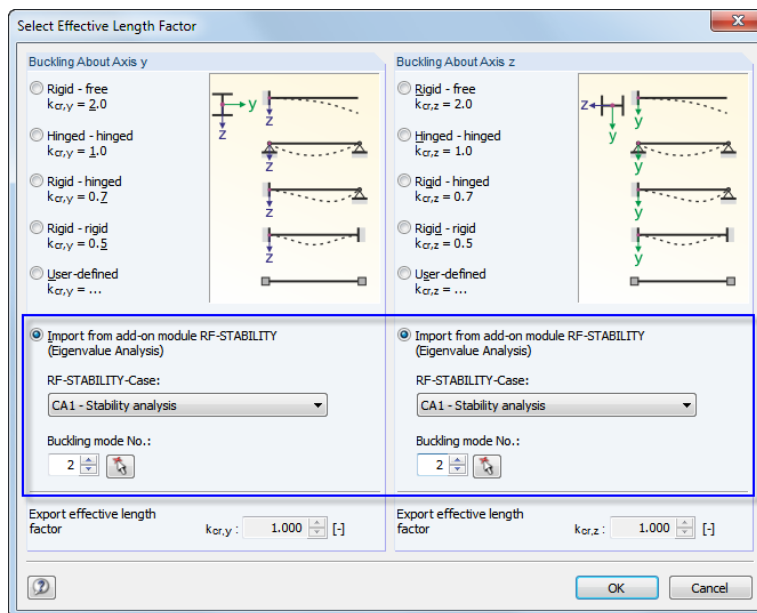 Select Effective Length Factor
Buckling About Axis y
Rigid - free
kcr,y = 2.0
Hinged - hinged
kcr,y = 1.0
Rigid - hinged
kcr,y = 0.7
Rigid - rigid
kcr,y = 0.5
User-defined
kcr,y = ...
y
z
z
z
z
z
Import from add-on module RF-STABILITY
(Eigenvalue Analysis)
RF-STABILITY-Case:
CA1 - Stability analysis
Buckling mode No.:
2
Export effective length
factor
kcr,y : 1.000 [-]
Buckling About Axis z
Rigid - free
kcr,z = 2.0
Hinged - hinged
kcr,z = 1.0
Rigid - hinged
kcr,z = 0.7
Rigid - rigid
kcr,z = 0.5
User-defined
kcr,z = ...
z
y
y
y
y
y
Import from add-on module RF-STABILITY
(Eigenvalue Analysis)
RF-STABILITY-Case:
CA1 - Stability analysis
Buckling mode No.:
2
Export effective length
factor
kcr,z : 1.000 [-]
OK
Cancel